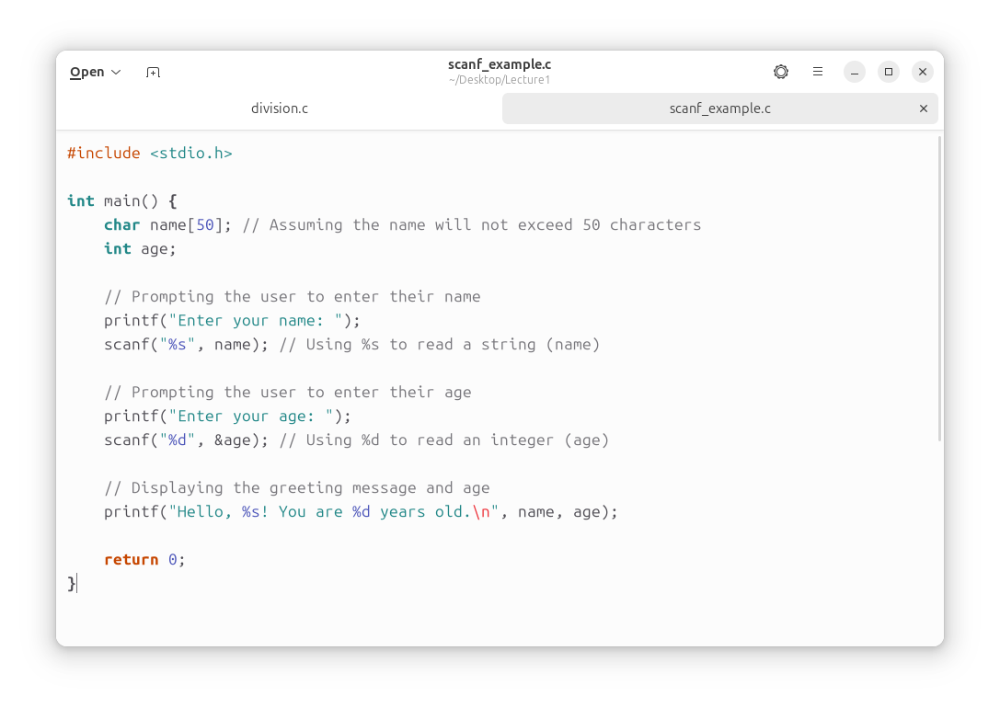 Open
scanf_example.c
~/Desktop/Lecture1
division.c
scanf_example.c
#include <stdio.h>

int main() {
    char name[50]; // Assuming the name will not exceed 50 characters
    int age;

    // Prompting the user to enter their name
    printf("Enter your name: ");
    scanf("%s", name); // Using %s to read a string (name)

    // Prompting the user to enter their age
    printf("Enter your age: ");
    scanf("%d", &age); // Using %d to read an integer (age)

    // Displaying the greeting message and age
    printf("Hello, %s! You are %d years old.\n", name, age);

    return 0;
}